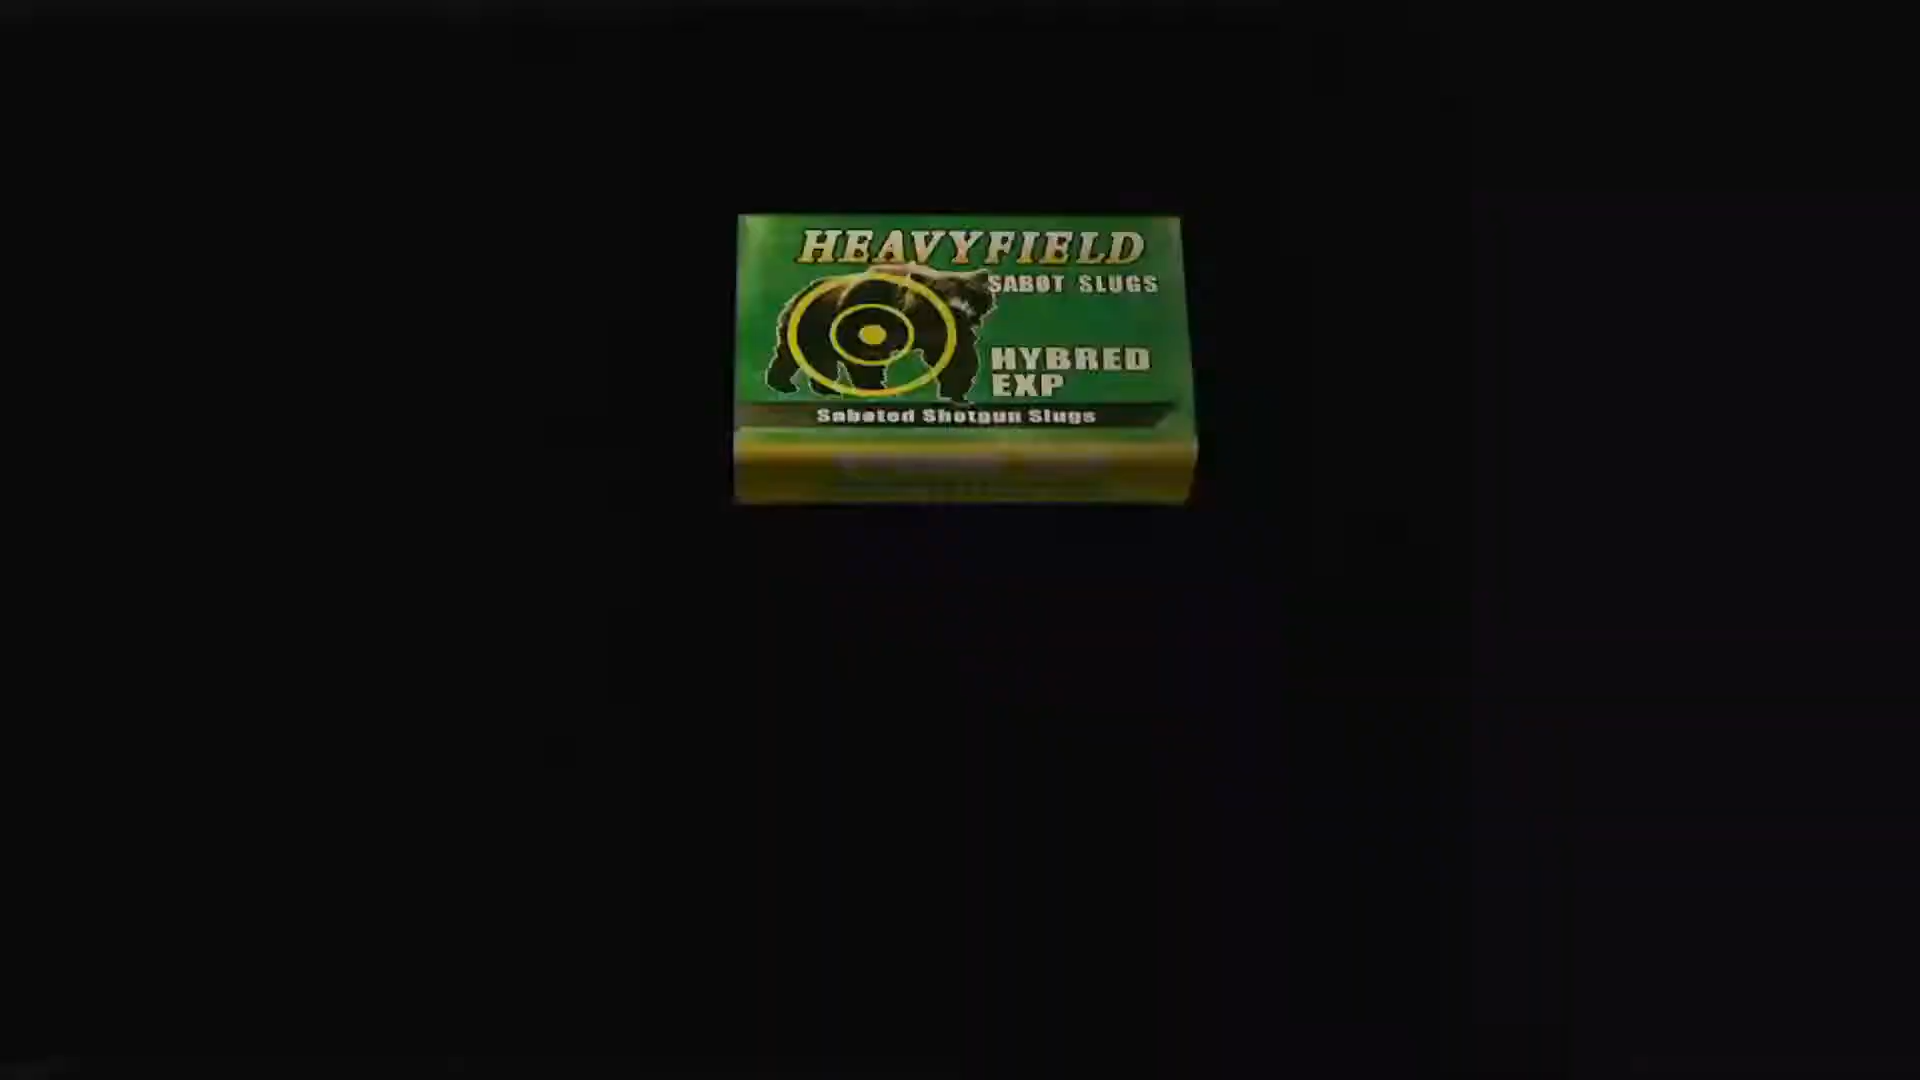 HEAVYFIELD
SABOT SLUGS
HYBRED
EXP
Saboted Shotgun Slugs